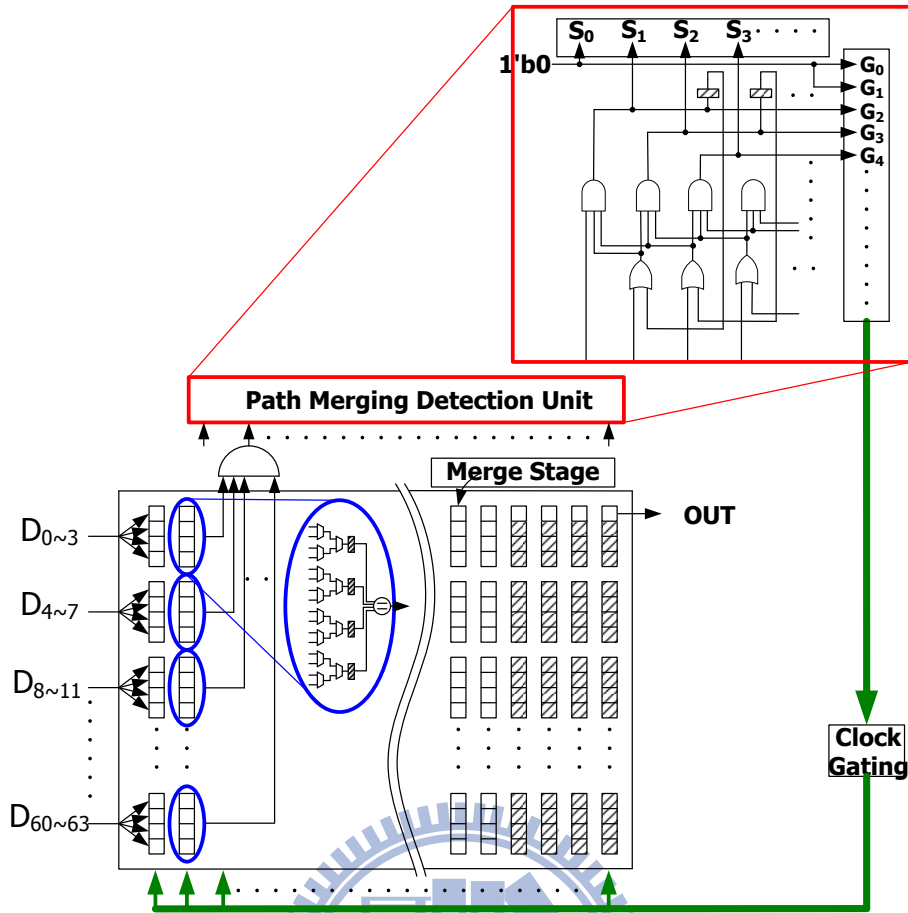 S₀ S₁ S₂ S₃
1'b0
G₀
G₁
G₂
G₃
G₄
Path Merging Detection Unit
Merge Stage
D₀~₃
OUT
D₄~₇
D₈~₁₁
Clock
Gating
D₆₀~₆₃